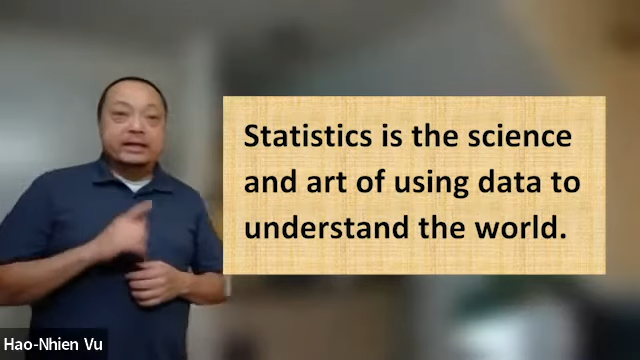 Statistics is the science
and art of using data to
understand the world.
Hao-Nhien Vu